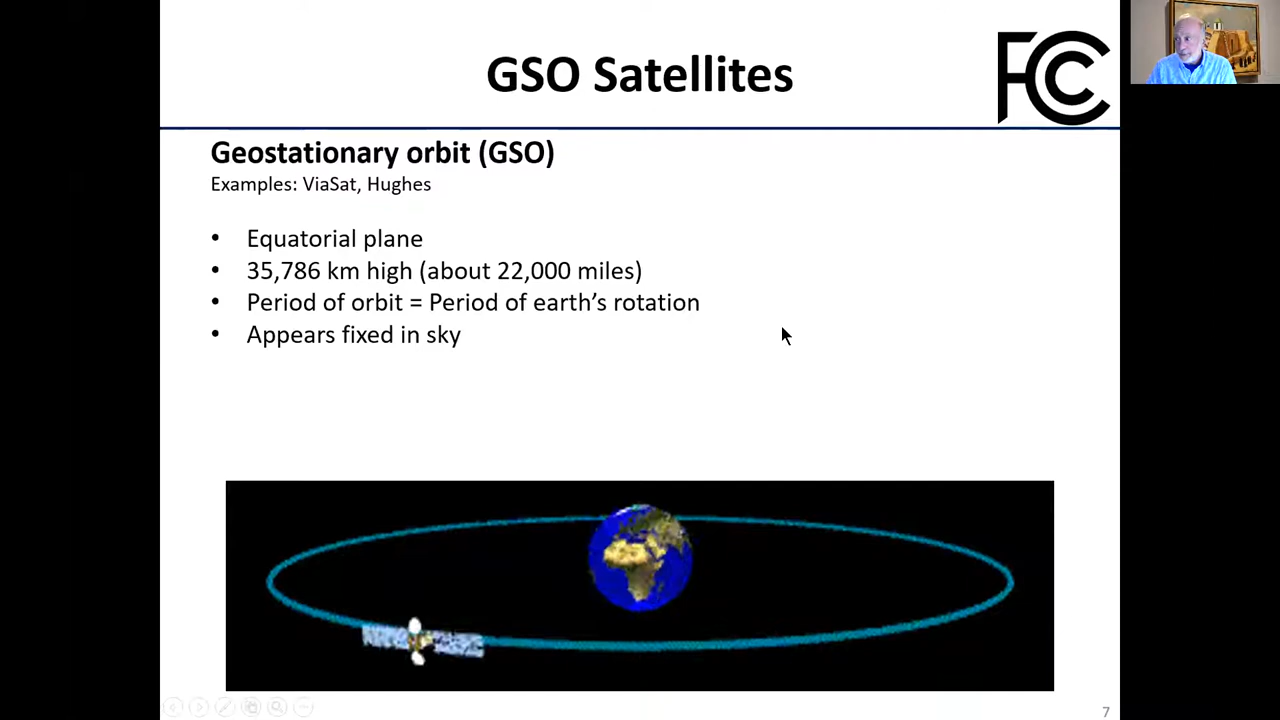 GSO Satellites
FCC
Geostationary orbit (GSO)
Examples: ViaSat, Hughes
• Equatorial plane
• 35,786 km high (about 22,000 miles)
• Period of orbit = Period of earth’s rotation
• Appears fixed in sky
7